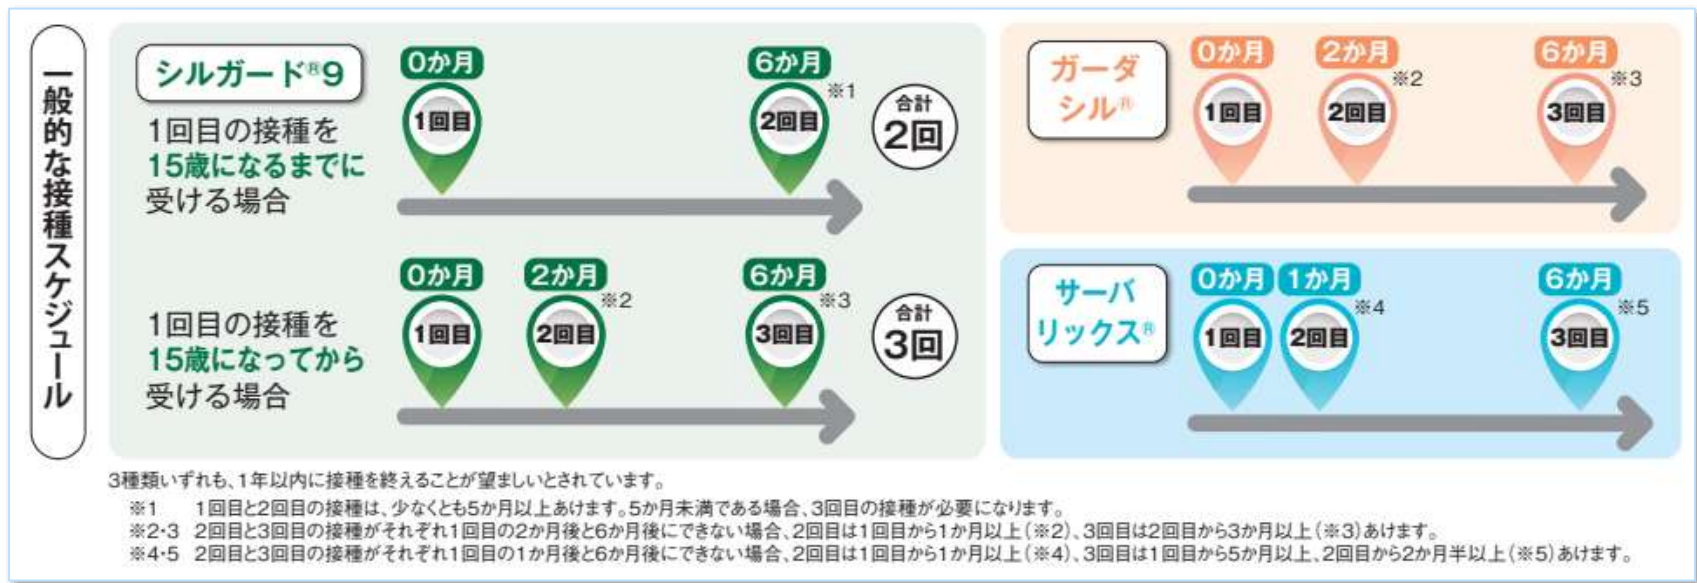 一般的な接種スケジュール
シルガード®9
1回目の接種を
15歳になるまでに
受ける場合
0か月
1回目
6か月
※1
2回目
合計
2回
1回目の接種を
15歳になってから
受ける場合
0か月
1回目
2か月
※2
2回目
6か月
※3
3回目
合計
3回
ガーダ
シル®
0か月
1回目
2か月
※2
2回目
6か月
※3
3回目
サーバ
リックス®
0か月
1回目
1か月
※4
2回目
6か月
※5
3回目
3種類いずれも、1年以内に接種を終えることが望ましいとされています。
※1 1回目と2回目の接種は、少なくとも5か月以上あけます。5か月未満である場合、3回目の接種が必要になります。
※2・3 2回目と3回目の接種がそれぞれ1回目の2か月後と6か月後にできない場合、2回目は1回目から1か月以上(※2)、3回目は2回目から3か月以上(※3)あけます。
※4・5 2回目と3回目の接種がそれぞれ1回目の1か月後と6か月後にできない場合、2回目は1回目から1か月以上(※4)、3回目は1回目から5か月以上、2回目から2か月半以上(※5)あけます。